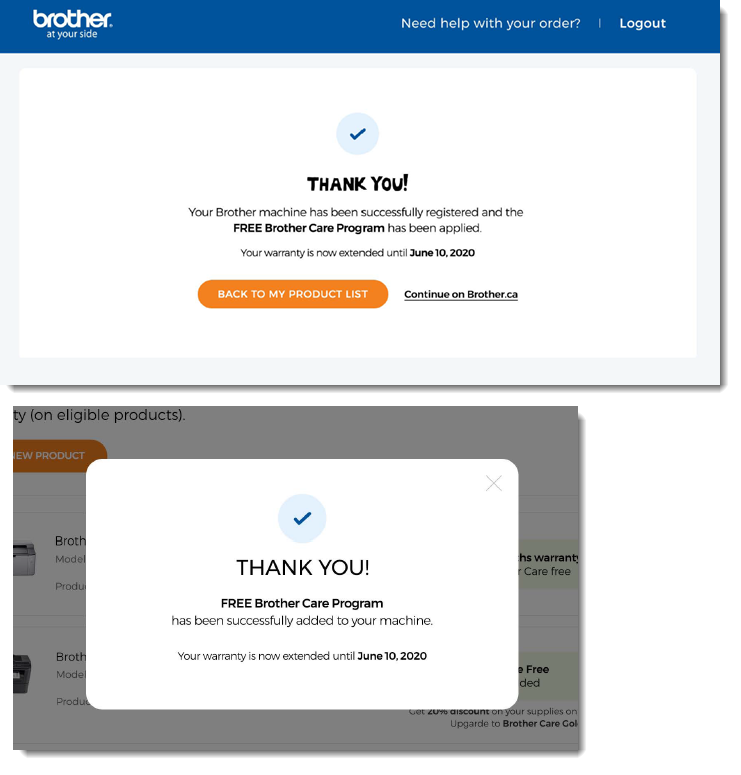 brother
at your side
Need help with your order? | Logout
THANK YOU!
Your Brother machine has been successfully registered and the
FREE Brother Care Program has been applied.
Your warranty is now extended until June 10, 2020
BACK TO MY PRODUCT LIST
Continue on Brother.ca
ty (on eligible products).
NEW PRODUCT
Broth
Model
Produ
hs warranty
r Care free
THANK YOU!
FREE Brother Care Program
has been successfully added to your machine.
Your warranty is now extended until June 10, 2020
Broth
Model
Produc
e Free
ded
Get 20% discount on your supplies on
Upgarde to Brother Care Gol